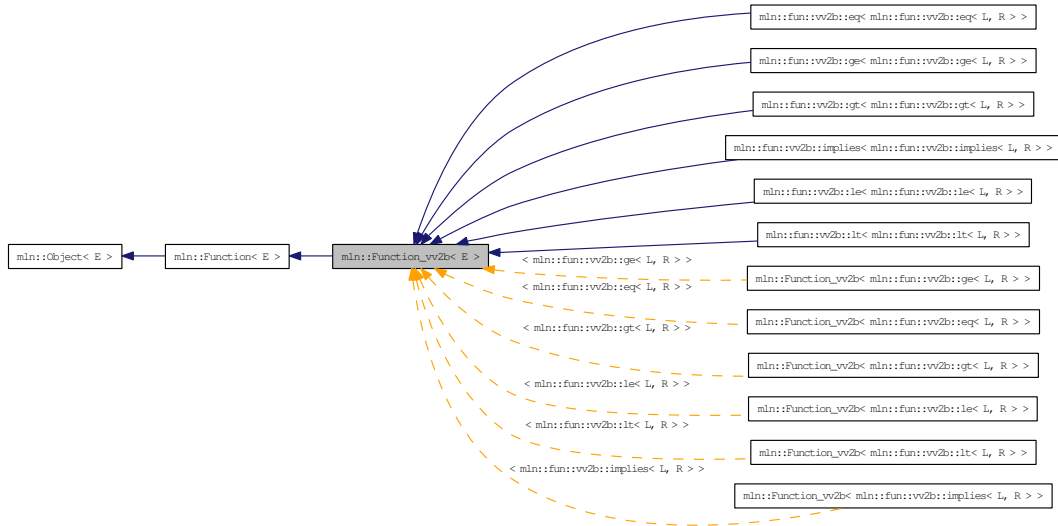 mln::fun::vv2b::eq< mln::fun::vv2b::eq< L, R > >
mln::fun::vv2b::ge< mln::fun::vv2b::ge< L, R > >
mln::fun::vv2b::gt< mln::fun::vv2b::gt< L, R > >
mln::fun::vv2b::implies< mln::fun::vv2b::implies< L, R > >
mln::fun::vv2b::le< mln::fun::vv2b::le< L, R > >
mln::fun::vv2b::lt< mln::fun::vv2b::lt< L, R > >
mln::Object< E >
mln::Function< E >
mln::Function_vv2b< E >
< mln::fun::vv2b::ge< L, R > >
mln::Function_vv2b< mln::fun::vv2b::ge< L, R > >
< mln::fun::vv2b::eq< L, R > >
mln::Function_vv2b< mln::fun::vv2b::eq< L, R > >
< mln::fun::vv2b::gt< L, R > >
mln::Function_vv2b< mln::fun::vv2b::gt< L, R > >
< mln::fun::vv2b::le< L, R > >
mln::Function_vv2b< mln::fun::vv2b::le< L, R > >
< mln::fun::vv2b::lt< L, R > >
mln::Function_vv2b< mln::fun::vv2b::lt< L, R > >
< mln::fun::vv2b::implies< L, R > >
mln::Function_vv2b< mln::fun::vv2b::implies< L, R > >